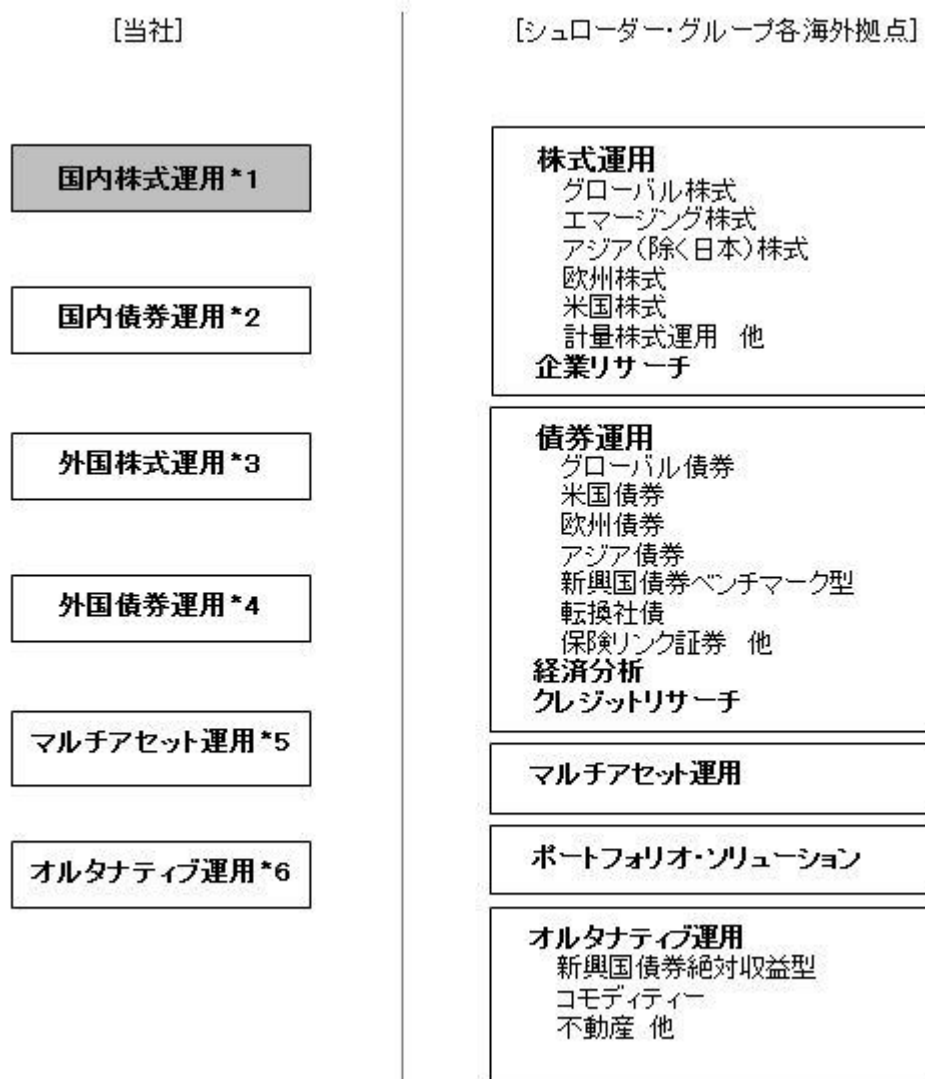 [当社]
国内株式運用*1
国内債券運用*2
外国株式運用*3
外国債券運用*4
マルチアセット運用*5
オルタナティブ運用*6
[シュローダー・グループ各海外拠点]
株式運用
グローバル株式
エマージング株式
アジア(除く日本)株式
欧州株式
米国株式
計量株式運用 他
企業リサーチ
債券運用
グローバル債券
米国債券
欧州債券
アジア債券
新興国債券ベンチマーク型
転換社債
保険リンク証券 他
経済分析
クレジットリサーチ
マルチアセット運用
ポートフォリオ・ソリューション
オルタナティブ運用
新興国債券絶対収益型
コモディティー
不動産 他